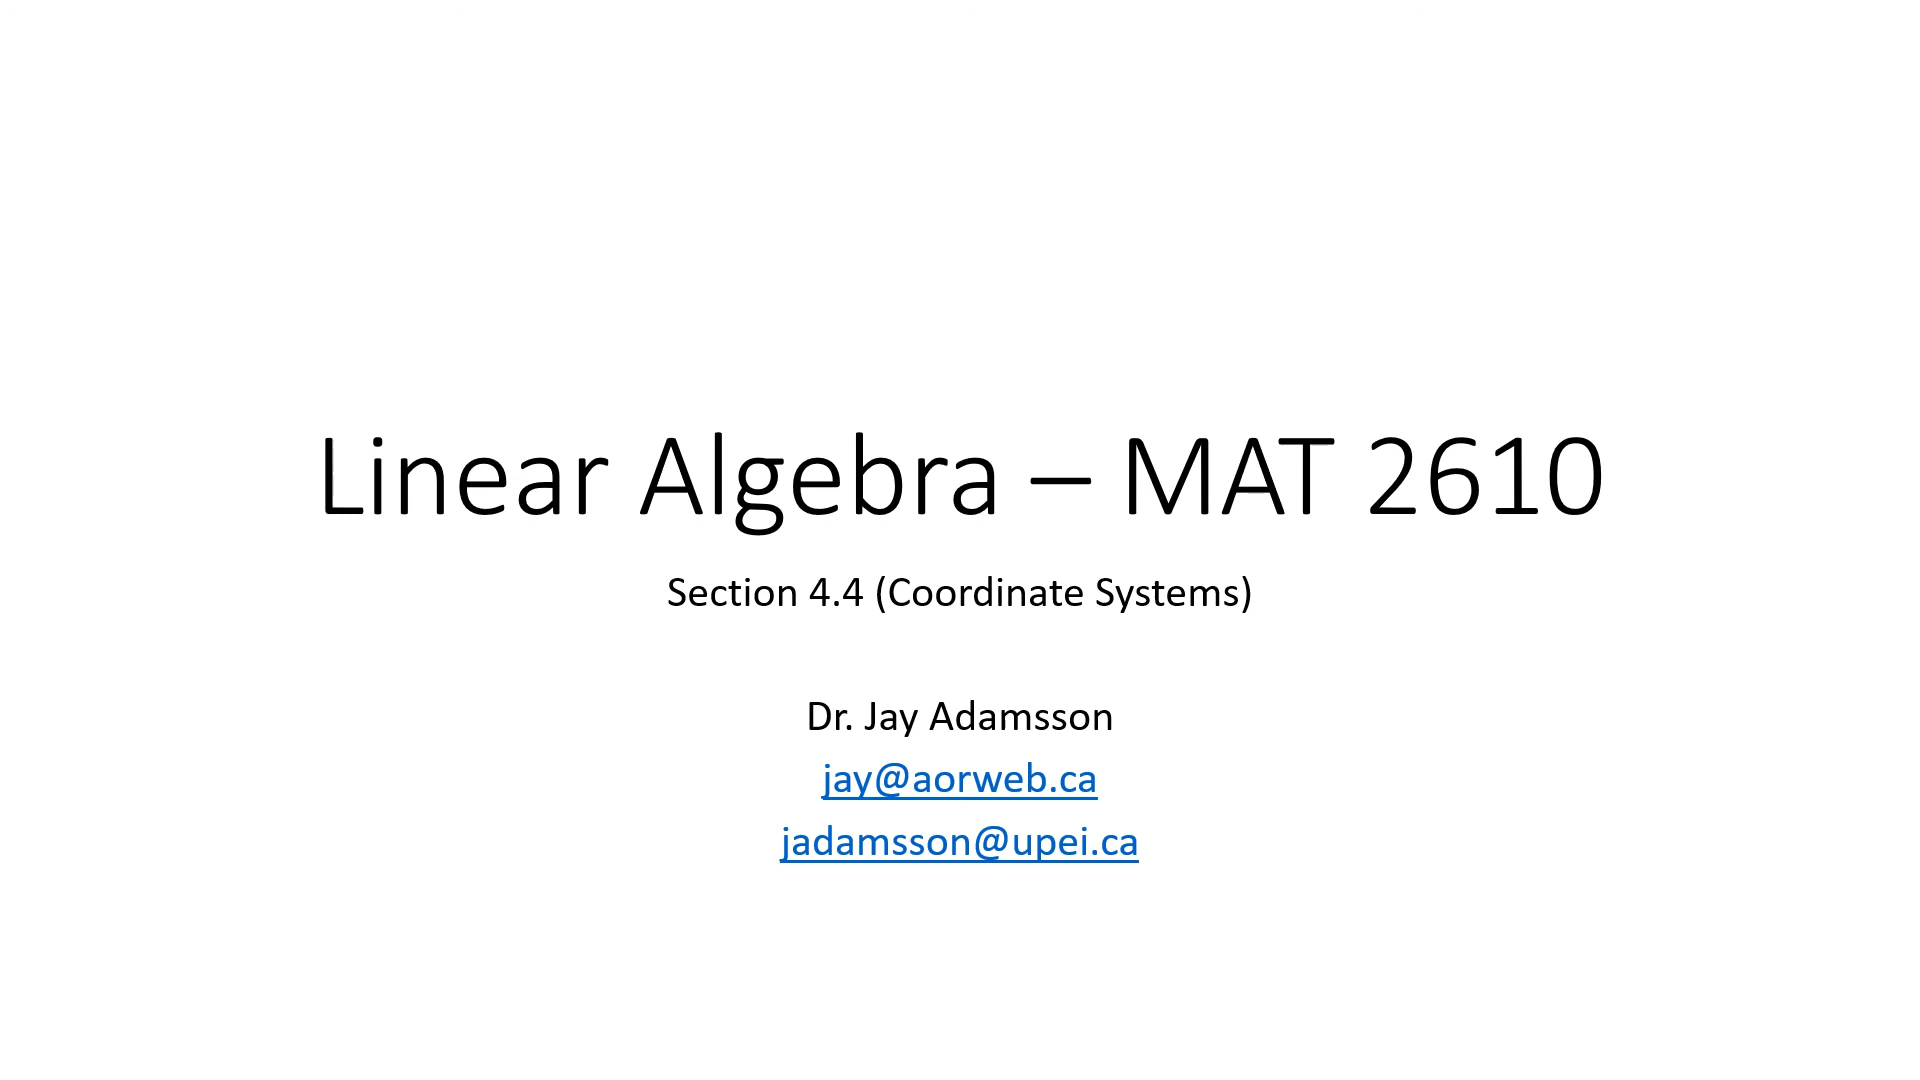 Linear Algebra – MAT 2610
Section 4.4 (Coordinate Systems)
Dr. Jay Adamsson
jay@aorweb.ca
jadamsson@upei.ca